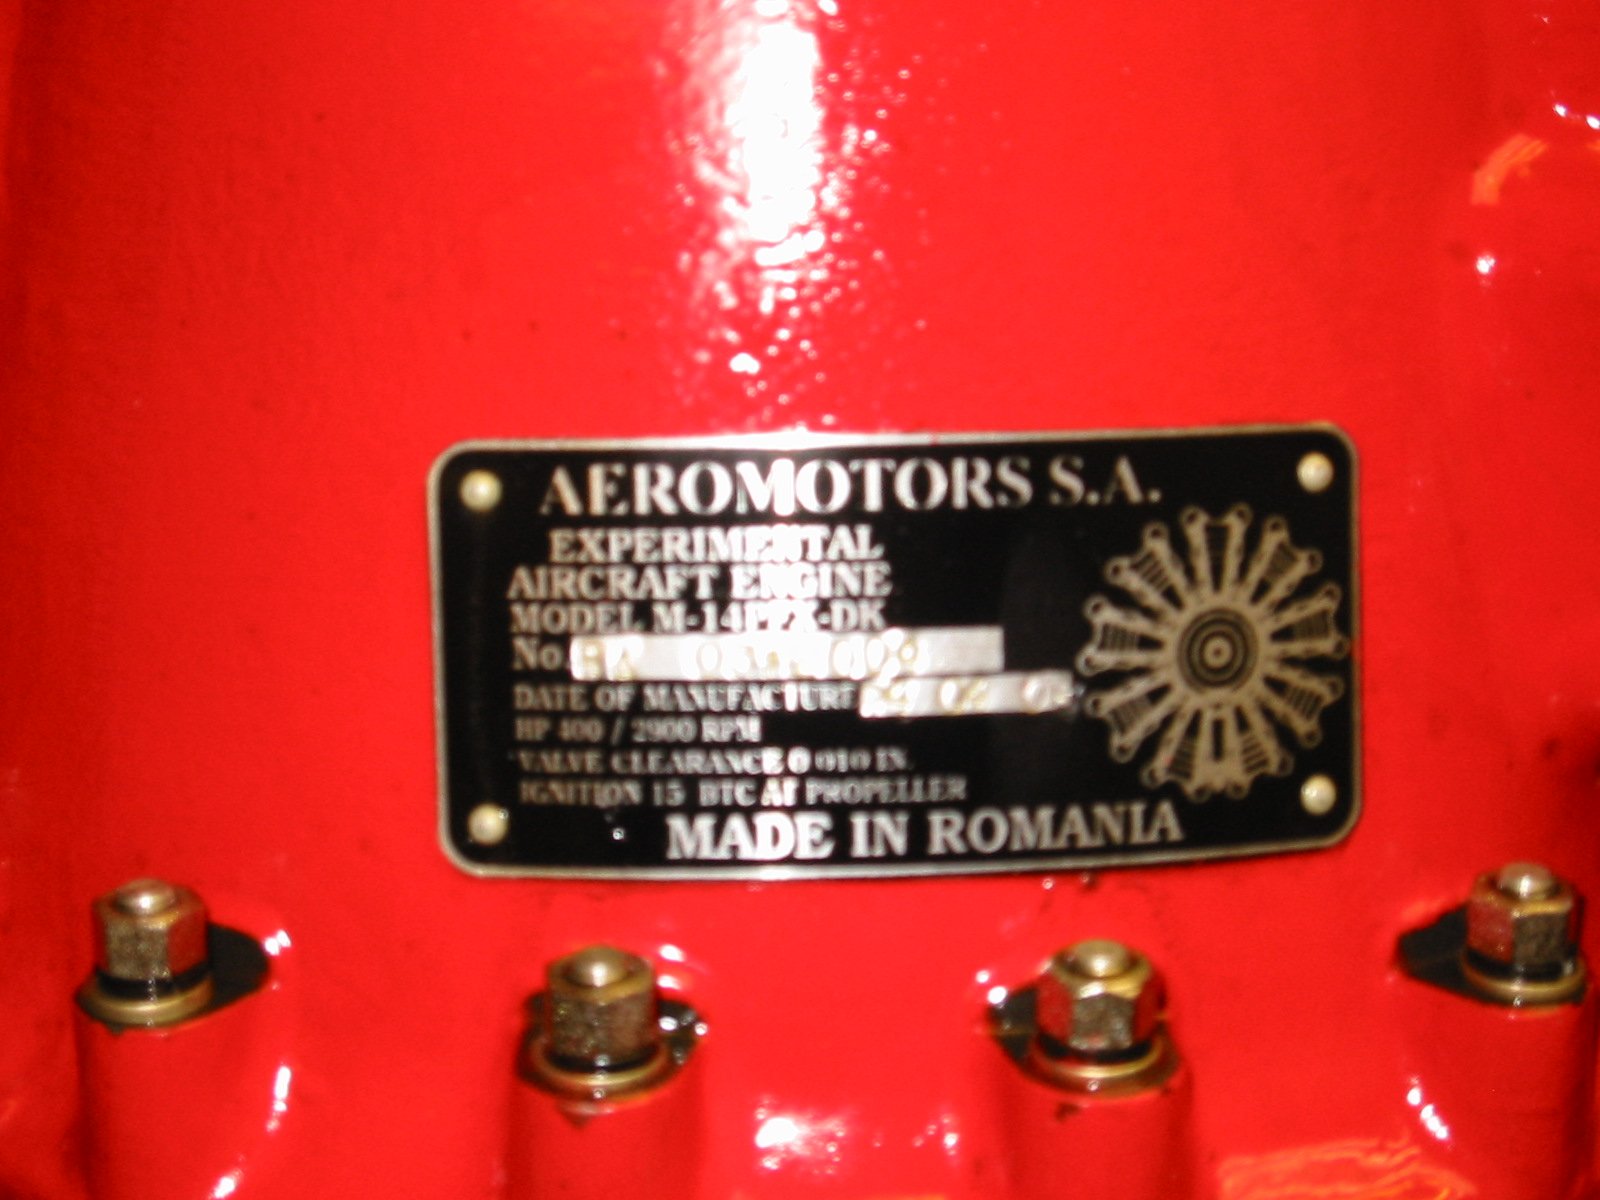 AEROMOTORS S.A.
EXPERIMENTAL
AIRCRAFT ENGINE
MODEL M-14PFX-DK
No.
DATE OF MANUFACTURE
HP 400 / 2900 RPM
VALVE CLEARANCE 0 010 IN.
IGNITION 15 BTC AT PROPELLER
MADE IN ROMANIA